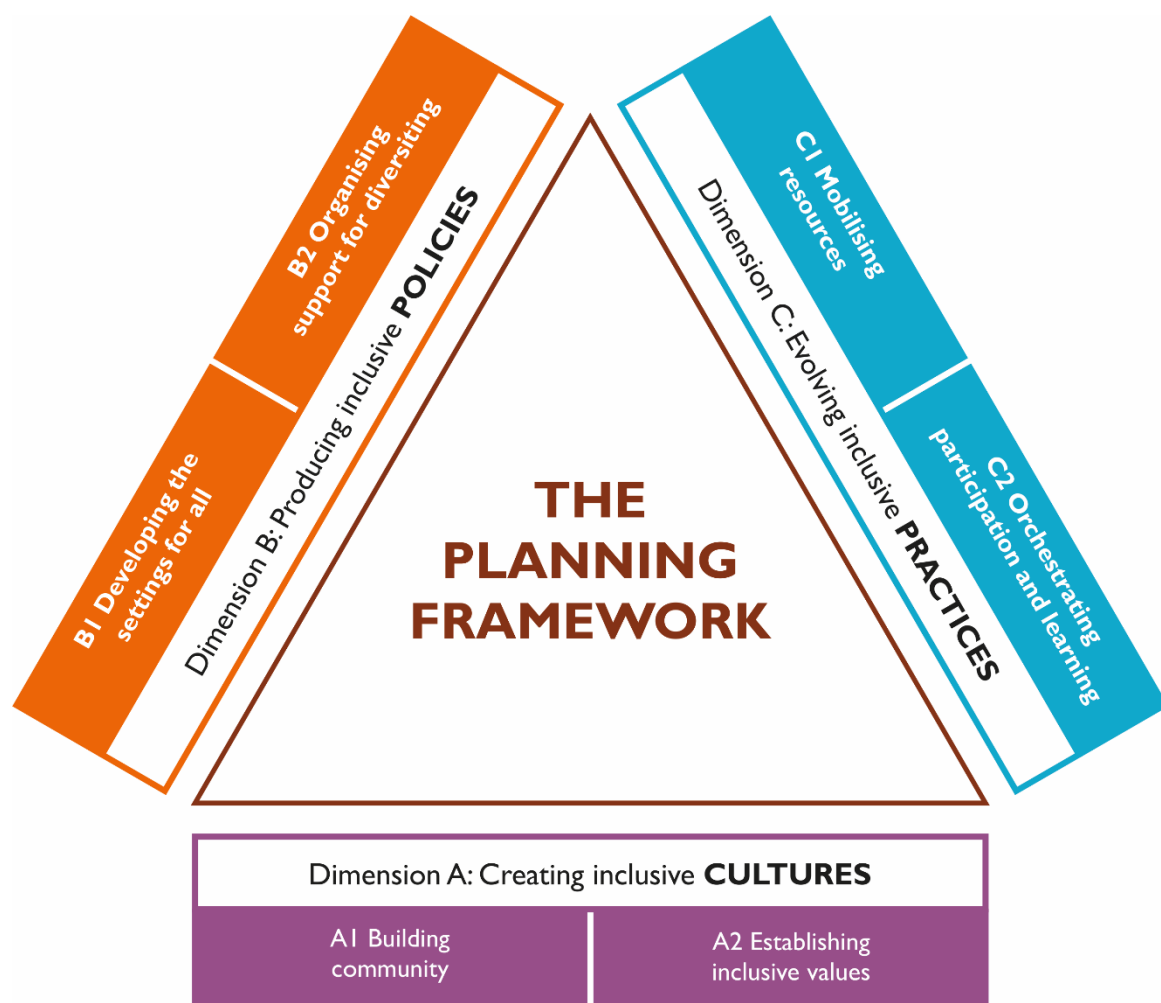 B2 Organising
support for diversiting
B1 Developing the
settings for all
Dimension B: Producing inclusive POLICIES
C1 Mobilising
resources
C2 Orchestrating
participation and learning
Dimension C: Evolving inclusive PRACTICES
THE
PLANNING
FRAMEWORK
Dimension A: Creating inclusive CULTURES
A1 Building
community
A2 Establishing
inclusive values